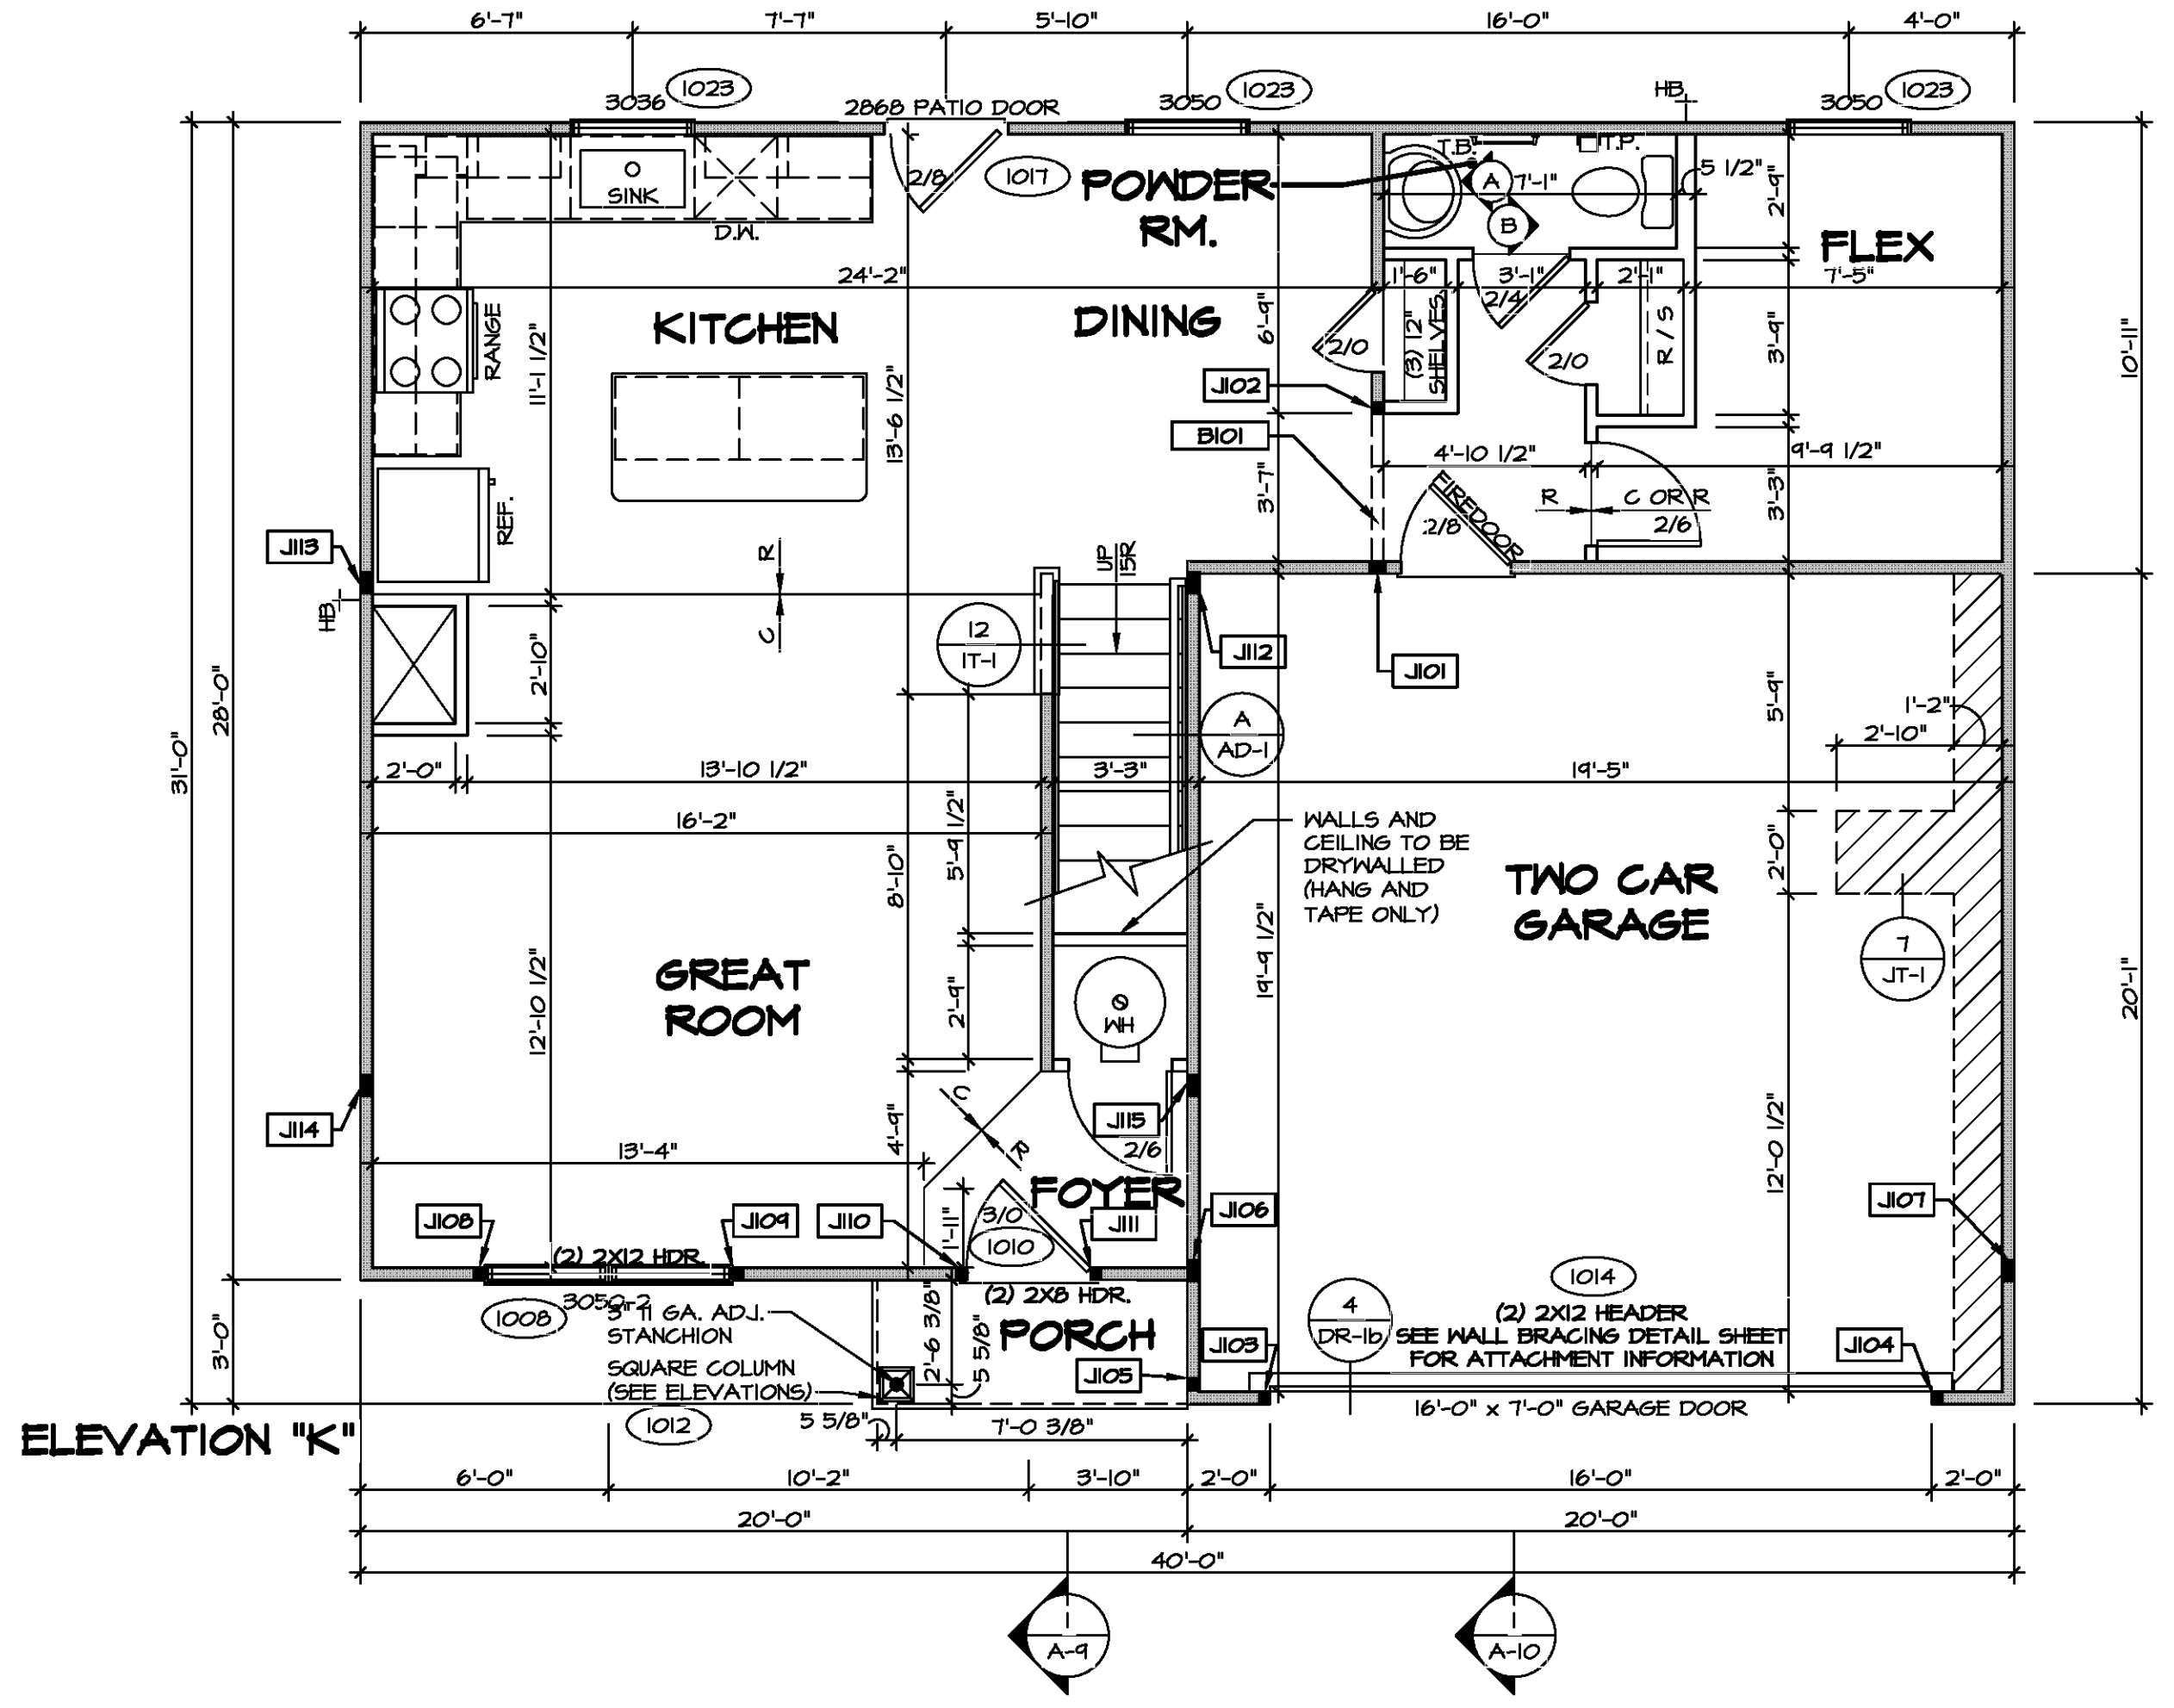 6'-7"
7'-7"
5'-10"
16'-0"
4'-0"
1023
1023
1023
3036
2868 PATIO DOOR
3050
HB
3050
SINK
D.W.
2/8
1017
POWDER
RM.
T.B.
T.P.
A
7'-1"
B
5 1/2"
2'-9"
FLEX
7'-5"
24'-2"
1'-6"
3'-1"
2'-1"
2/4
RANGE
KITCHEN
DINING
11'-1 1/2"
13'-6 1/2"
6'-9"
2/0
(3) 12"
SHELVES
2/0
R/S
3'-9"
10'-11"
J102
B101
3'-7"
4'-10 1/2"
9'-9 1/2"
FIREDOOR
2/8
R
C OR R
2/6
3'-3"
REF.
J113
HB
R
C
UP
15R
12
1T-1
J112
J101
2'-10"
28'-0"
31'-0"
A
AD-1
5'-9"
1'-2"
2'-10"
2'-0"
13'-10 1/2"
3'-3"
19'-5"
16'-2"
5'-9 1/2"
8'-10"
WALLS AND
CEILING TO BE
DRYWALLED
(HANG AND
TAPE ONLY)
2'-0"
TWO CAR
GARAGE
7
JT-1
GREAT
ROOM
12'-10 1/2"
2'-9"
WH
19'-9 1/2"
20'-1"
J114
C
R
4'-9"
J115
2/6
12'-0 1/2"
13'-4"
FOYER
J108
J109
J110
1'-11"
3/0
1010
J111
J106
J107
(2) 2X12 HDR.
3050-2
1008
3" 11 GA. ADJ.
STANCHION
SQUARE COLUMN
(SEE ELEVATIONS)
1012
(2) 2X8 HDR.
PORCH
2'-6 3/8"
5 5/8"
J105
J103
4
DR-1b
1014
(2) 2X12 HEADER
SEE WALL BRACING DETAIL SHEET
FOR ATTACHMENT INFORMATION
J104
16'-0" x 7'-0" GARAGE DOOR
3'-0"
5 5/8"
7'-0 3/8"
ELEVATION "K"
6'-0"
10'-2"
3'-10"
2'-0"
16'-0"
2'-0"
20'-0"
20'-0"
40'-0"
A-9
A-10